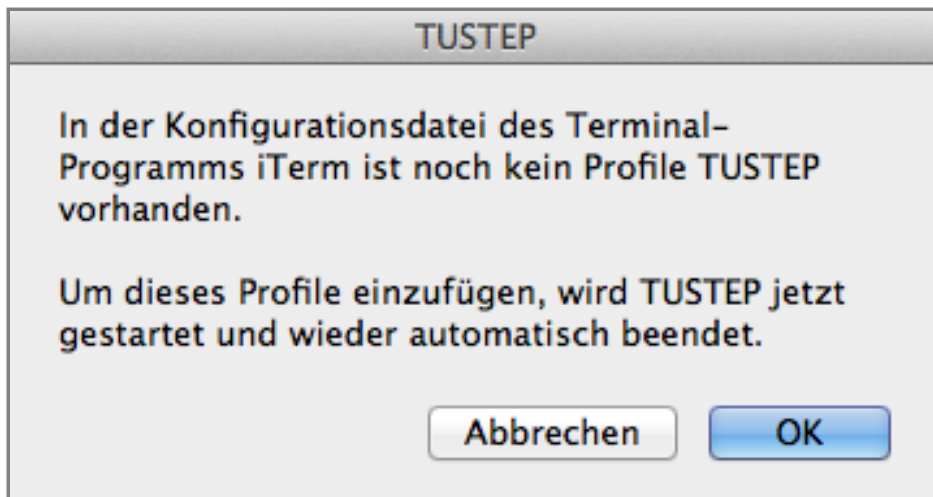 TUSTEP
In der Konfigurationsdatei des Terminal-
Programms iTerm ist noch kein Profile TUSTEP
vorhanden.
Um dieses Profile einzufügen, wird TUSTEP jetzt
gestartet und wieder automatisch beendet.
Abbrechen OK